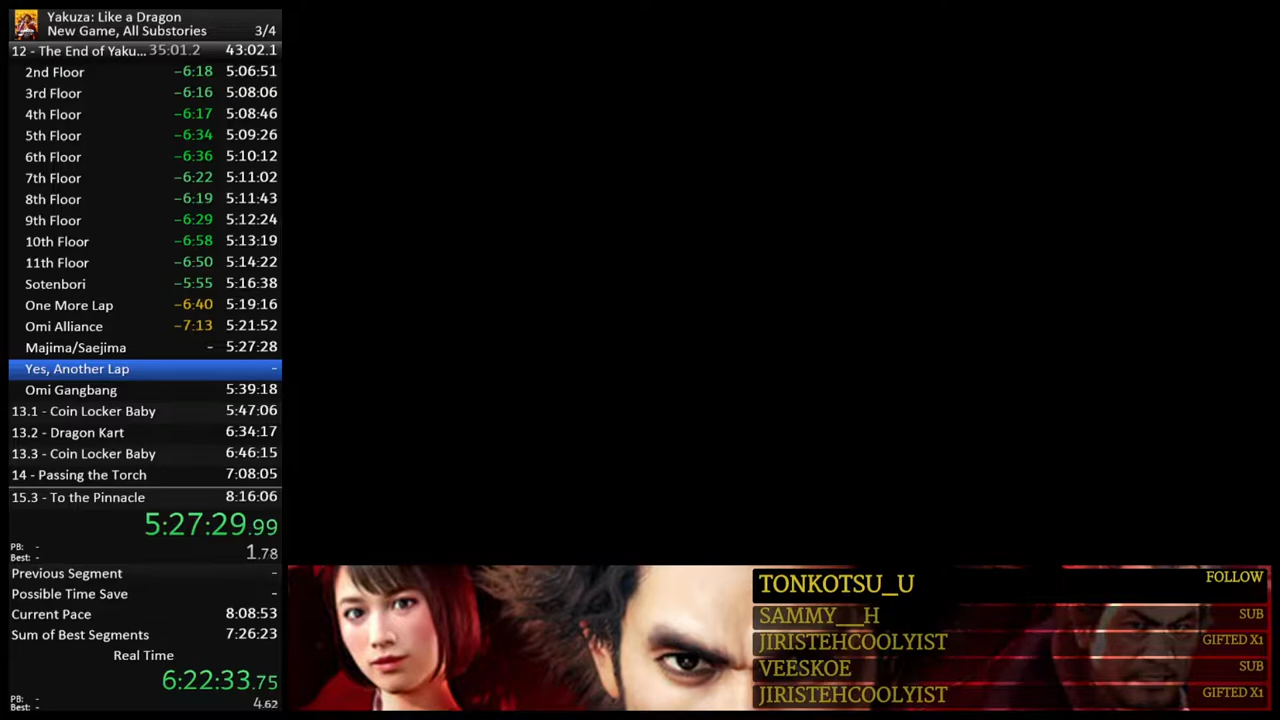 Yakuza: Like a Dragon
New Game, All Substories 3/4
12 - The End of Yaku... 35:01.2 43:02.1
2nd Floor −6:18 5:06:51
3rd Floor −6:16 5:08:06
4th Floor −6:17 5:08:46
5th Floor −6:34 5:09:26
6th Floor −6:36 5:10:12
7th Floor −6:22 5:11:02
8th Floor −6:19 5:11:43
9th Floor −6:29 5:12:24
10th Floor −6:58 5:13:19
11th Floor −6:50 5:14:22
Sotenbori −5:55 5:16:38
One More Lap −6:40 5:19:16
Omi Alliance −7:13 5:21:52
Majima/Saejima - 5:27:28
Yes, Another Lap -
Omi Gangbang 5:39:18
13.1 - Coin Locker Baby 5:47:06
13.2 - Dragon Kart 6:34:17
13.3 - Coin Locker Baby 6:46:15
14 - Passing the Torch 7:08:05
15.3 - To the Pinnacle 8:16:06
5:27:29.99
PB: -
Best: - 1.78
Previous Segment -
Possible Time Save -
Current Pace 8:08:53
Sum of Best Segments 7:26:23
Real Time
6:22:33.75
PB: -
Best: - 4.62
TONKOTSU_U FOLLOW
SAMMY__H SUB
JIRISTEHCOOLYIST GIFTED X1
VEESKOE SUB
JIRISTEHCOOLYIST GIFTED X1